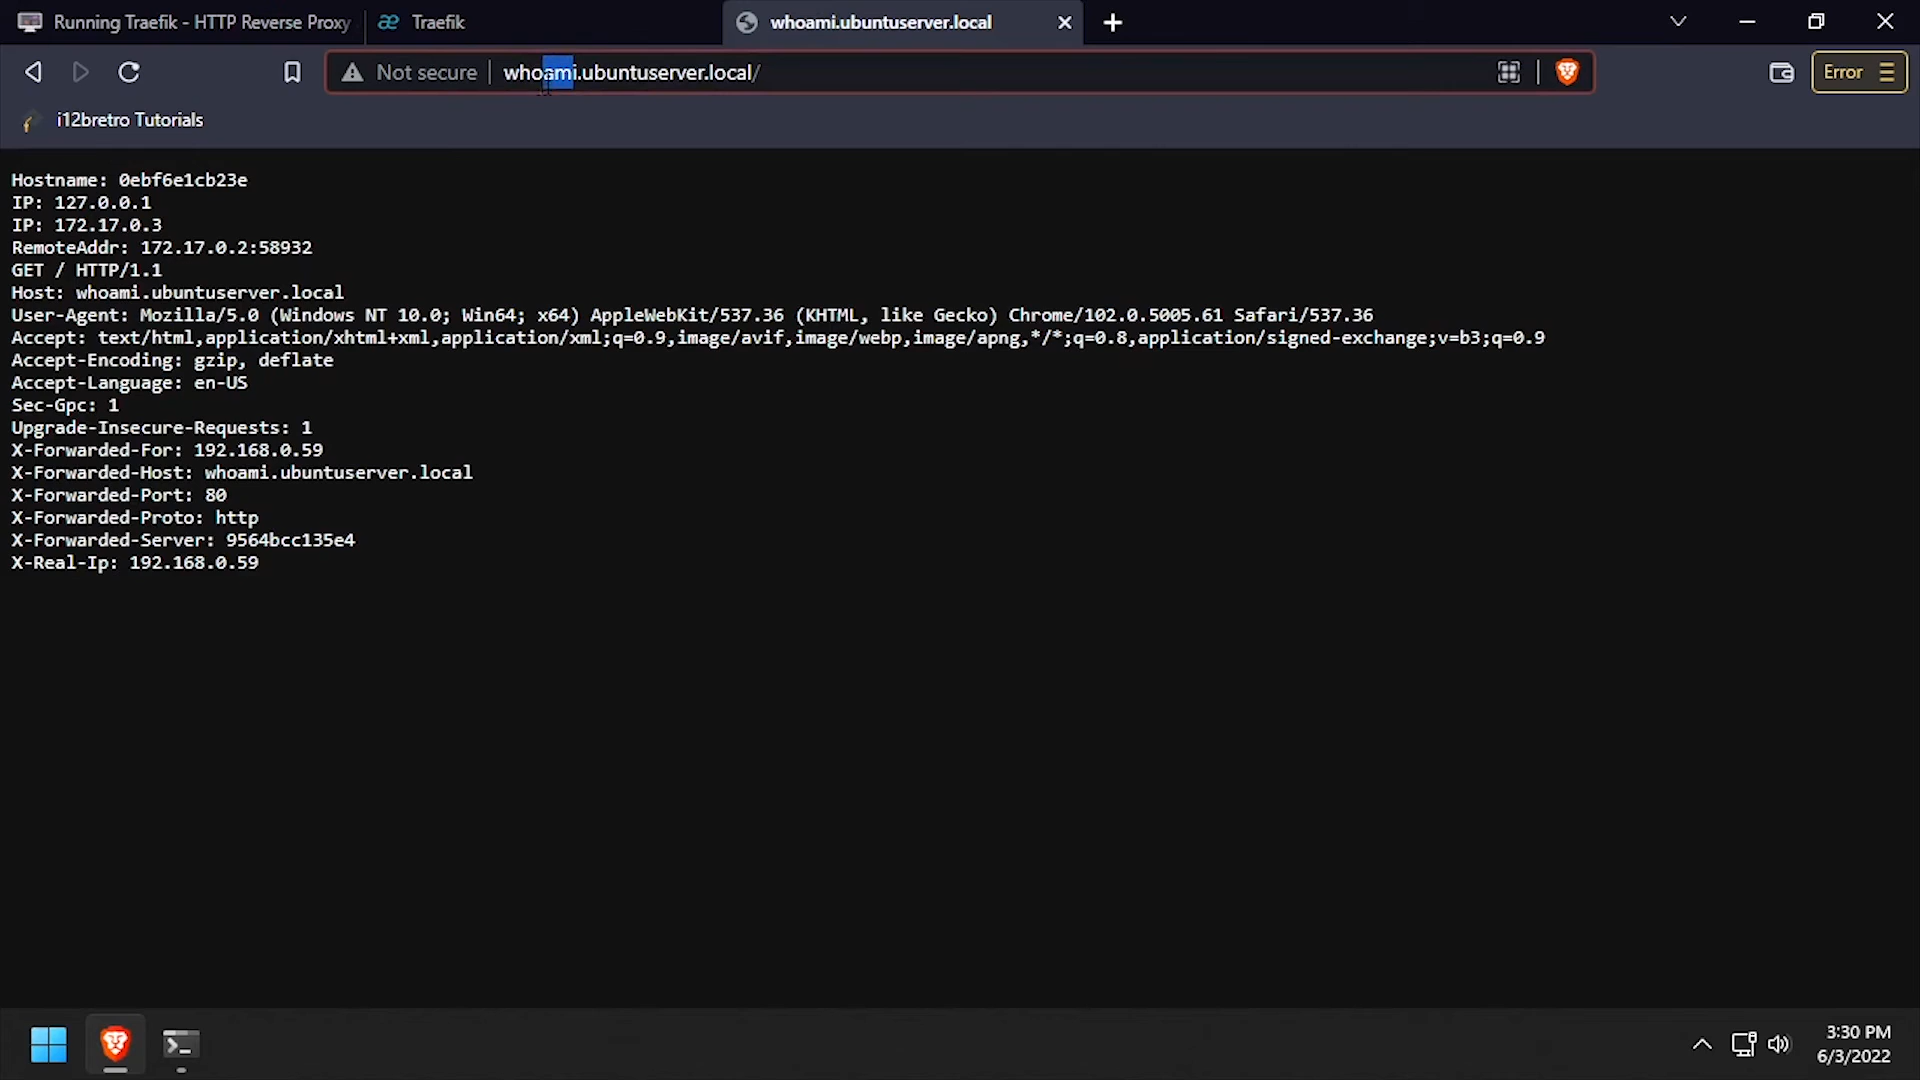 Running Traefik - HTTP Reverse Proxy
Traefik
whoami.ubuntuserver.local
Not secure
whoami.ubuntuserver.local/
Error
i12bretro Tutorials
Hostname: 0ebf6e1cb23e
IP: 127.0.0.1
IP: 172.17.0.3
RemoteAddr: 172.17.0.2:58932
GET / HTTP/1.1
Host: whoami.ubuntuserver.local
User-Agent: Mozilla/5.0 (Windows NT 10.0; Win64; x64) AppleWebKit/537.36 (KHTML, like Gecko) Chrome/102.0.5005.61 Safari/537.36
Accept: text/html,application/xhtml+xml,application/xml;q=0.9,image/avif,image/webp,image/apng,*/*;q=0.8,application/signed-exchange;v=b3;q=0.9
Accept-Encoding: gzip, deflate
Accept-Language: en-US
Sec-Gpc: 1
Upgrade-Insecure-Requests: 1
X-Forwarded-For: 192.168.0.59
X-Forwarded-Host: whoami.ubuntuserver.local
X-Forwarded-Port: 80
X-Forwarded-Proto: http
X-Forwarded-Server: 9564bcc135e4
X-Real-Ip: 192.168.0.59
3:30 PM
6/3/2022